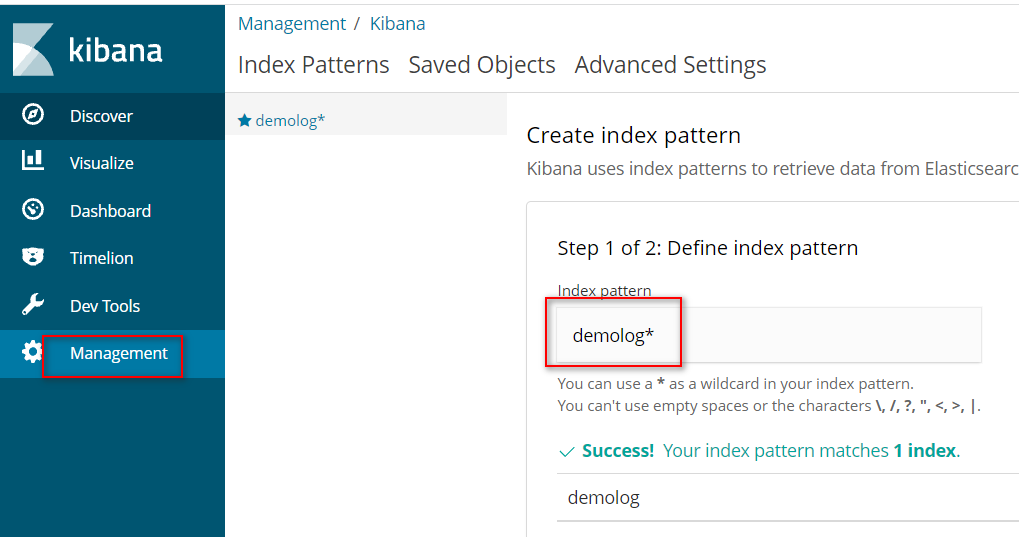 kibana
Discover
Visualize
Dashboard
Timelion
Dev Tools
Management
Management / Kibana
Index Patterns Saved Objects Advanced Settings
demolog*
Create index pattern
Kibana uses index patterns to retrieve data from Elasticsearc
Step 1 of 2: Define index pattern
Index pattern
demolog*
You can use a * as a wildcard in your index pattern.
You can't use empty spaces or the characters \, /, ?, ", <, >, |.
Success! Your index pattern matches 1 index.
demolog